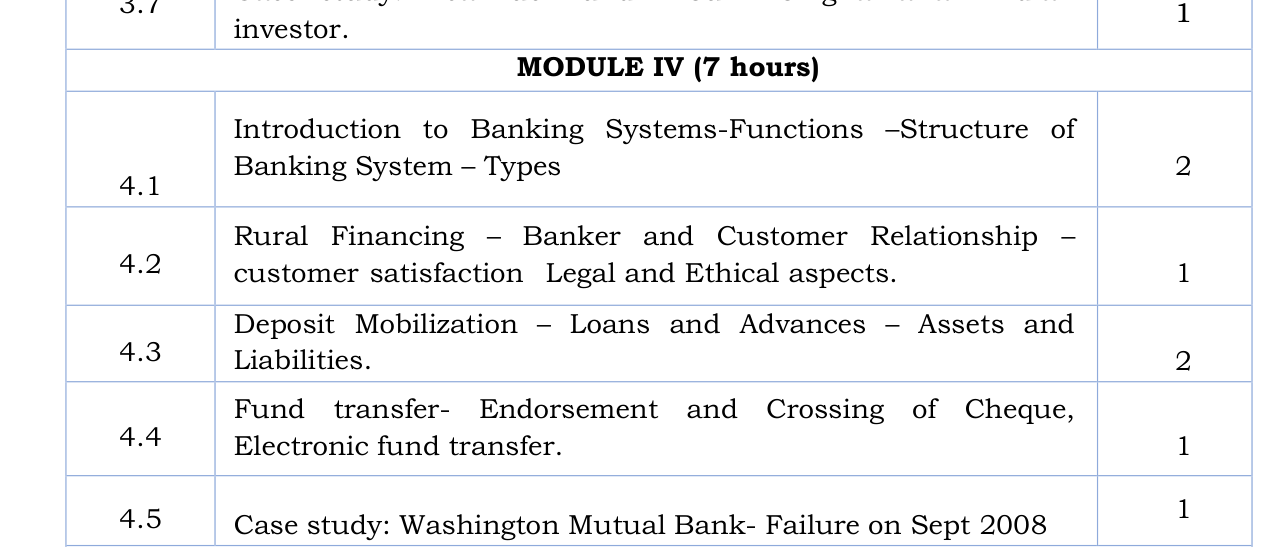 3.7
1
investor.
MODULE IV (7 hours)
Introduction to Banking Systems-Functions –Structure of
Banking System – Types
4.1
2
Rural Financing – Banker and Customer Relationship –
customer satisfaction Legal and Ethical aspects.
4.2
1
Deposit Mobilization – Loans and Advances – Assets and
Liabilities.
4.3
2
Fund transfer- Endorsement and Crossing of Cheque,
Electronic fund transfer.
4.4
1
4.5
Case study: Washington Mutual Bank- Failure on Sept 2008
1